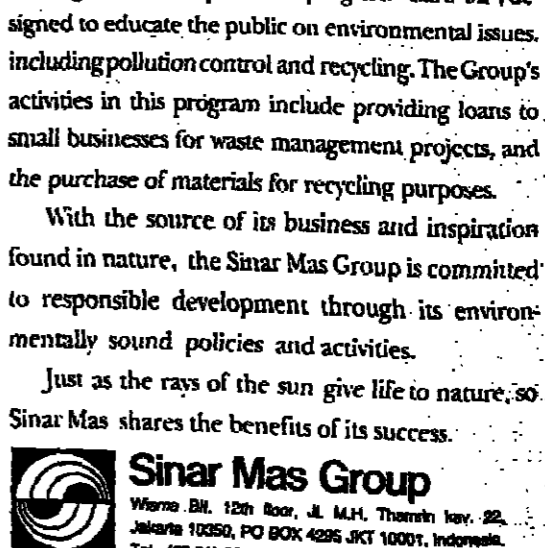 signed to educate the public on environmental issues,
including pollution control and recycling. The Group's
activities in this program include providing loans to
small businesses for waste management projects, and
the purchase of materials for recycling purposes.
With the source of its business and inspiration
found in nature, the Sinar Mas Group is committed
to responsible development through its environ-
mentally sound policies and activities.
Just as the rays of the sun give life to nature, so
Sinar Mas shares the benefits of its success.
Sinar Mas Group
Wisma BII. 12th floor, JL M.H. Thamrin kav. 22,
Jakarta 10350, PO BOX 4295 JKT 10001, Indonesia.